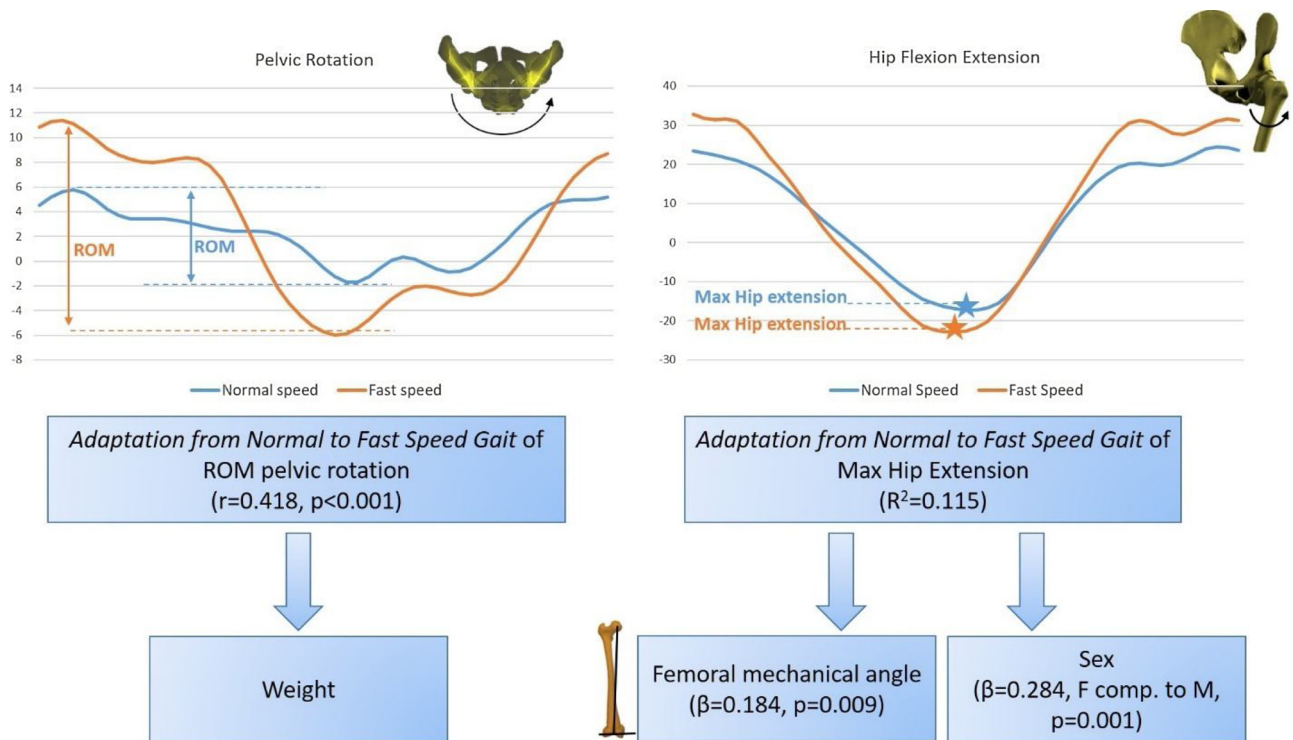 Pelvic Rotation
14
12
10
8
6
4
2
0
-2
-4
-6
-8
ROM
ROM
Normal speed
Fast speed
Hip Flexion Extension
40
30
20
10
0
-10
-20
-30
Max Hip extension
Max Hip extension
Normal Speed
Fast Speed
Adaptation from Normal to Fast Speed Gait of
ROM pelvic rotation
(r=0.418, p<0.001)
Weight
Adaptation from Normal to Fast Speed Gait of
Max Hip Extension
(R²=0.115)
Femoral mechanical angle
(β=0.184, p=0.009)
Sex
(β=0.284, F comp. to M,
p=0.001)